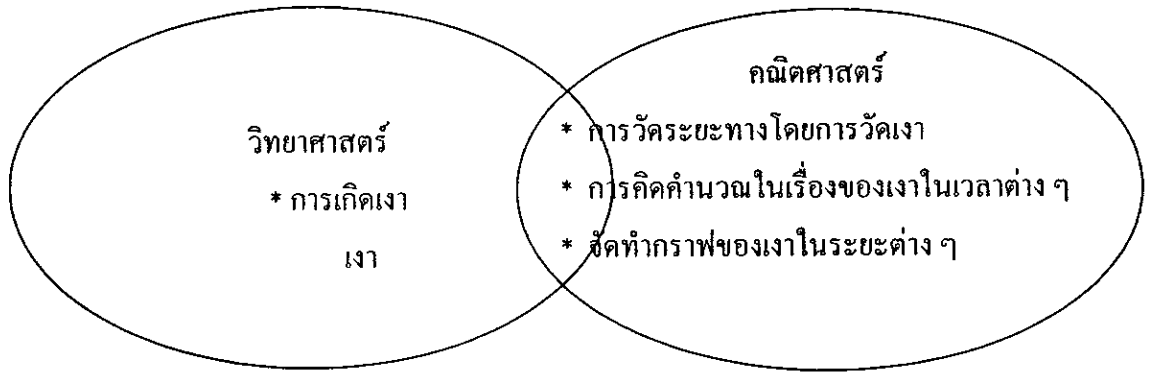 วิทยาศาสตร์
* การเกิดเงา
เงา
คณิตศาสตร์
* การวัดระยะทางโดยการวัดเงา
* การคิดคำนวณในเรื่องของเงาในเวลาต่าง ๆ
* จัดทำกราฟของเงาในระยะต่าง ๆ